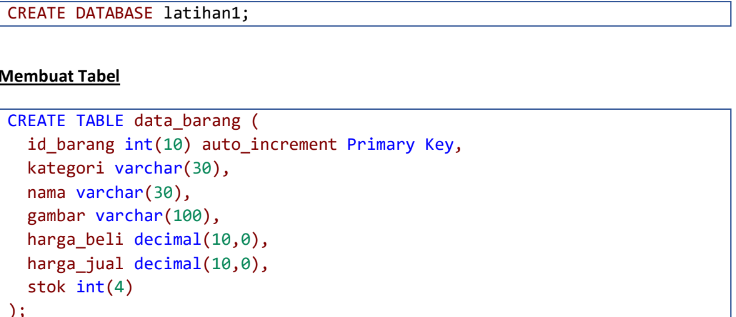 CREATE DATABASE latihan1;
Membuat Tabel
CREATE TABLE data_barang (
id_barang int(10) auto_increment Primary Key,
kategori varchar(30),
nama varchar(30),
gambar varchar(100),
harga_beli decimal(10,0),
harga_jual decimal(10,0),
stok int(4)
);